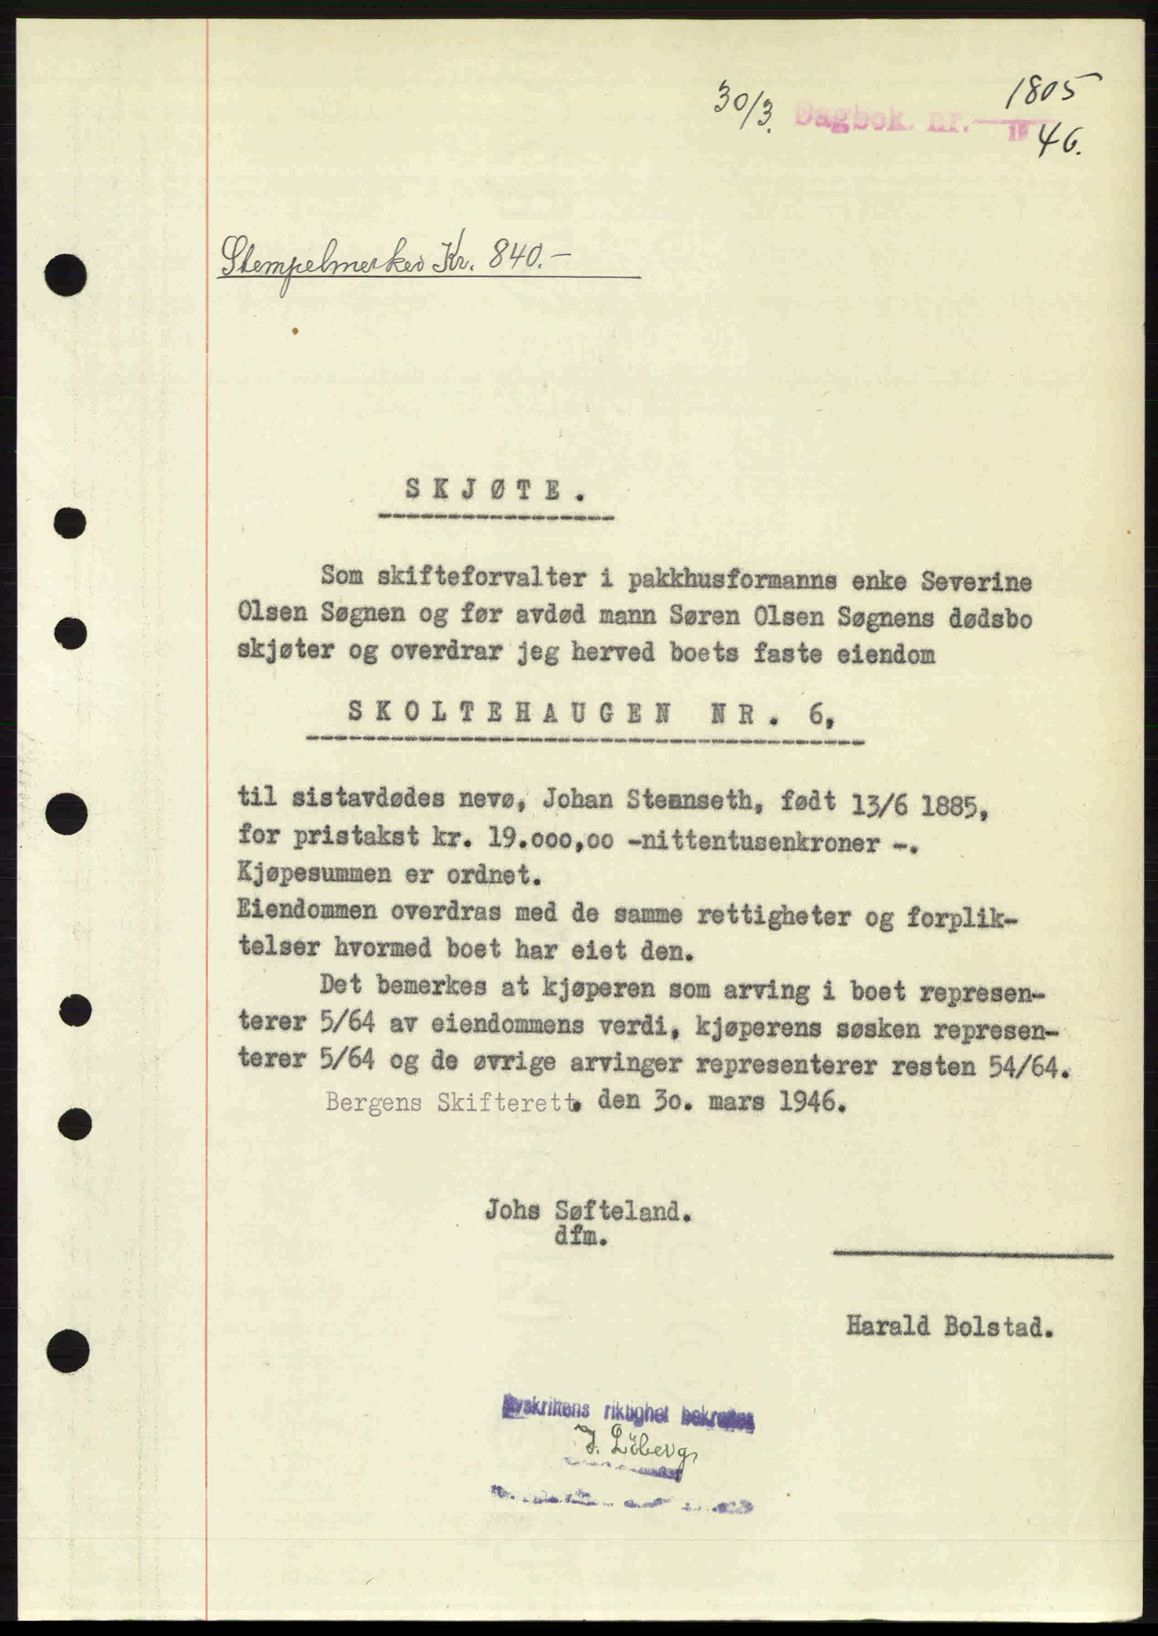 30/3. Dagbok nr. 1805
19 46.
Stempelmerker Kr. 840.-
SKJØTE.
Som skifteforvalter i pakkhusformanns enke Severine
Olsen Søgnen og før avdød mann Søren Olsen Søgnens dødsbo
skjøter og overdrar jeg herved boets faste eiendom
SKOLTEHAUGEN NR. 6,
til sistavdødes nevø, Johan Steanseth, født 13/6 1885,
for pristakst kr. 19.000,00 -nittentusenkroner -.
Kjøpesummen er ordnet.
Eiendommen overdras med de samme rettigheter og forplik-
telser hvormed boet har eiet den.
Det bemerkes at kjøperen som arving i boet represen-
terer 5/64 av eiendommens verdi, kjøperens søsken represen-
terer 5/64 og de øvrige arvinger representerer resten 54/64.
Bergens Skifterett, den 30. mars 1946.
Johs Søfteland.
dfm.
Harald Bolstad.
Avskriftens riktighet bekreftes
J. Löberg